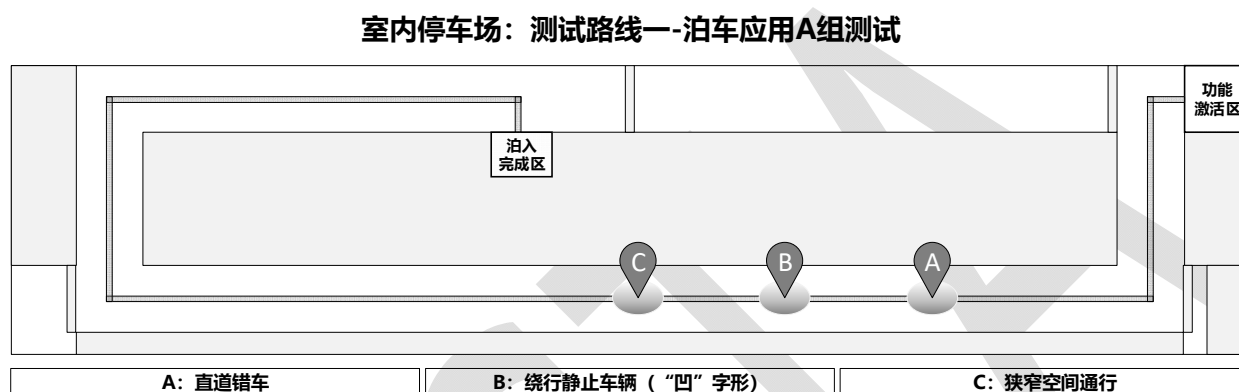 室内停车场：测试路线一-泊车应用A组测试
功能
激活区
泊入
完成区
C
B
A
A：直道错车
B：绕行静止车辆（“凹”字形）
C：狭窄空间通行